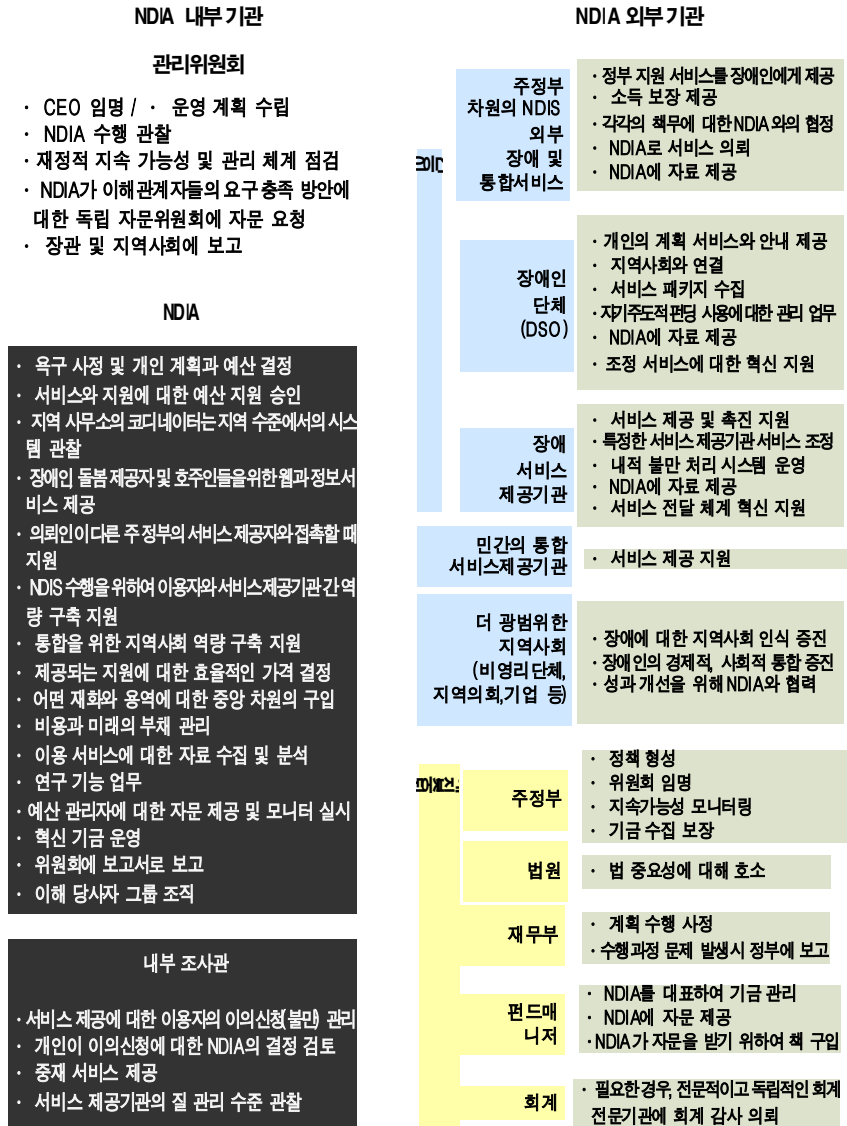 NDIA 내부 기관
관리위원회
· CEO 임명 / · 운영 계획 수립
· NDIA 수행 관찰
· 재정적 지속 가능성 및 관리 체계 점검
· NDIA가 이해관계자들의 요구 충족 방안에
대한 독립 자문위원회에 자문 요청
· 장관 및 지역사회에 보고
NDIA
· 욕구 사정 및 개인 계획과 예산 결정
· 서비스와 지원에 대한 예산 지원 승인
· 지역 사무소의 코디네이터는 지역 수준에서의 시스
템 관찰
· 장애인, 돌봄 제공자 및 호주인들을 위한 웹과 정보 서
비스 제공
· 의뢰인이 다른 주 정부의 서비스 제공자와 접촉할 때
지원
· NDIS 수행을 위하여 이용자와 서비스 제공기관 간 역
량 구축 지원
· 통합을 위한 지역사회 역량 구축 지원
· 제공되는 지원에 대한 효율적인 가격 결정
· 어떤 재화와 용역에 대한 중앙 차원의 구입
· 비용과 미래의 부채 관리
· 이용 서비스에 대한 자료 수집 및 분석
· 연구 기능 업무
· 예산 관리자에 대한 자문 제공 및 모니터 실시
· 혁신 기금 운영
· 위원회에 보고서로 보고
· 이해 당사자 그룹 조직
내부 조사관
· 서비스 제공에 대한 이용자의 이의신청(불만) 관리
· 개인이 이의신청에 대한 NDIA의 결정 검토
· 중재 서비스 제공
· 서비스 제공기관의 질 관리 수준 관찰
NDIA 외부 기관
주정부
차원의 NDIS
외부
장애 및
통합서비스
· 정부 지원 서비스를 장애인에게 제공
· 소득 보장 제공
· 각각의 책무에 대한 NDIA와의 협정
· NDIA로 서비스 의뢰
· NDIA에 자료 제공
장애인
단체
(DSO)
· 개인의 계획 서비스와 안내 제공
· 지역사회와 연결
· 서비스 패키지 수집
· 자기주도적 펀딩 사용에 대한 관리 업무
· NDIA에 자료 제공
· 조정 서비스에 대한 혁신 지원
장애
서비스
제공기관
· 서비스 제공 및 촉진 지원
· 특정한 서비스 제공기관 서비스 조정
· 내적 불만 처리 시스템 운영
· NDIA에 자료 제공
· 서비스 전달 체계 혁신 지원
민간의 통합
서비스제공기관
· 서비스 제공 지원
더 광범위한
지역사회
(비영리단체,
지역의회,기업 등)
· 장애에 대한 지역사회 인식 증진
· 장애인의 경제적, 사회적 통합 증진
· 성과 개선을 위해 NDIA와 협력
주정부
· 정책 형성
· 위원회 임명
· 지속가능성 모니터링
· 기금 수집 보장
법원
· 법 중요성에 대해 호소
재무부
· 계획 수행 사정
· 수행과정 문제 발생시 정부에 보고
펀드매
니저
· NDIA를 대표하여 기금 관리
· NDIA에 자문 제공
· NDIA가 자문을 받기 위하여 책 구입
회계
· 필요한 경우, 전문적이고 독립적인 회계
전문기관에 회계 감사 의뢰